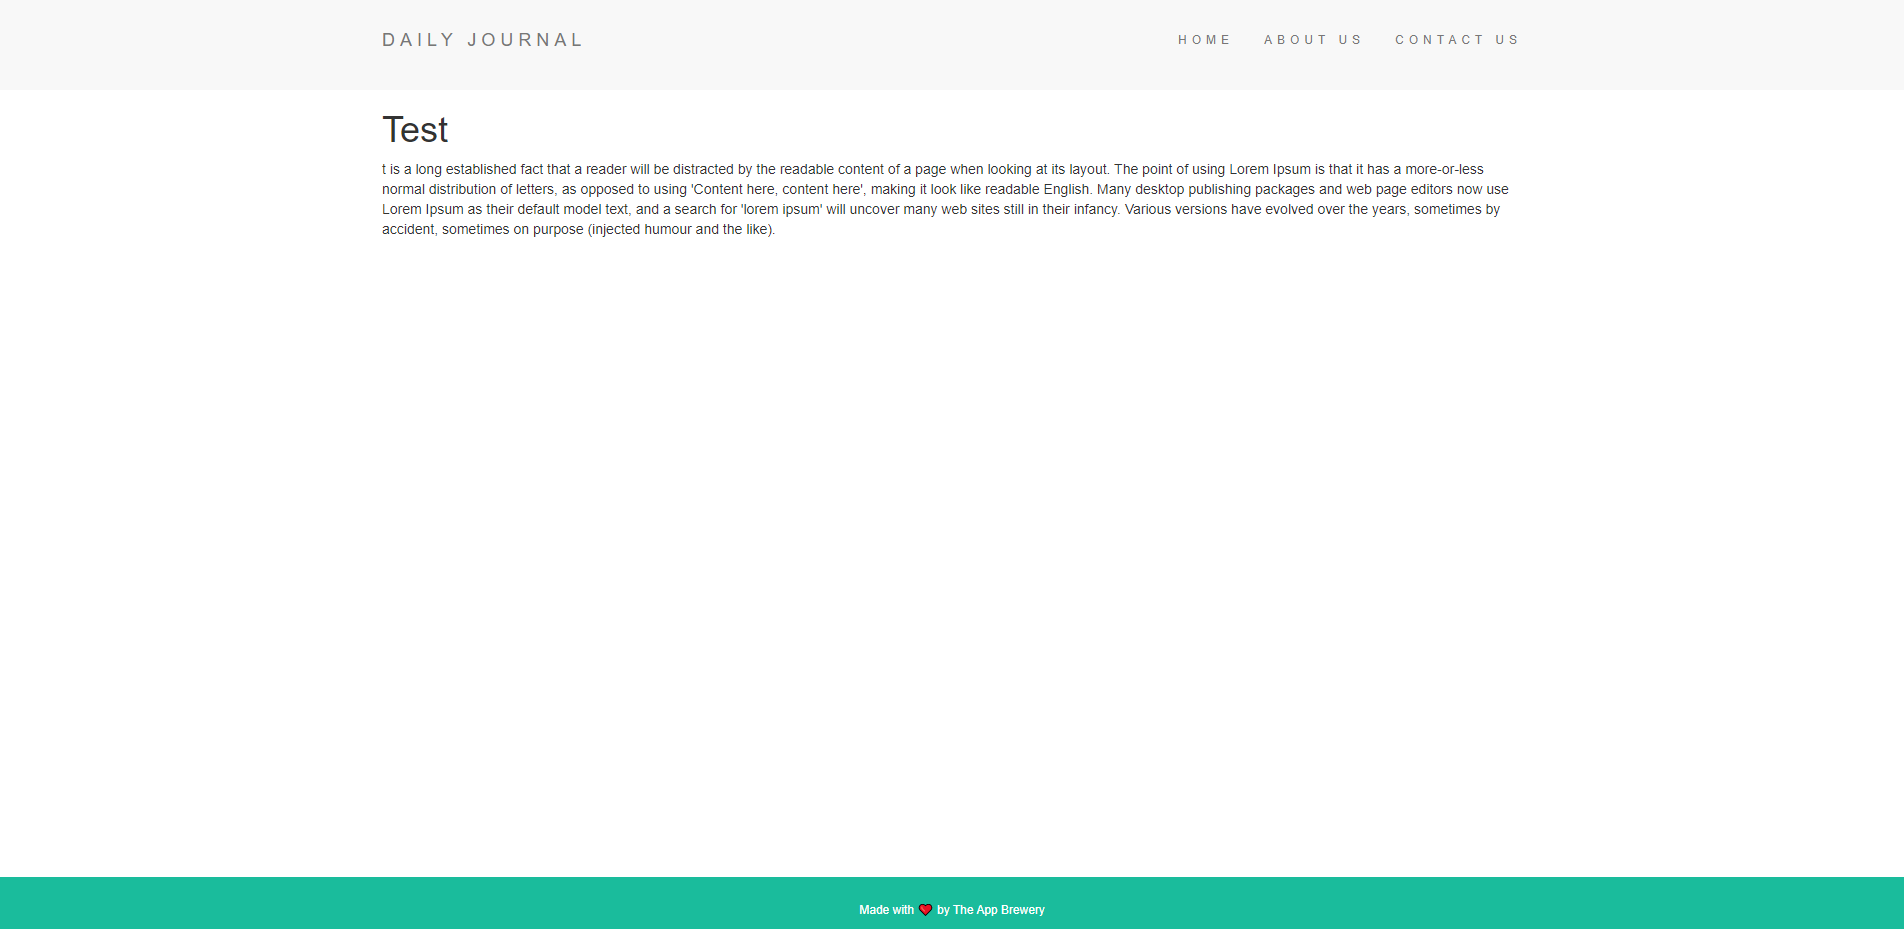 DAILY JOURNAL
HOME ABOUT US CONTACT US
Test
t is a long established fact that a reader will be distracted by the readable content of a page when looking at its layout. The point of using Lorem Ipsum is that it has a more-or-less
normal distribution of letters, as opposed to using 'Content here, content here', making it look like readable English. Many desktop publishing packages and web page editors now use
Lorem Ipsum as their default model text, and a search for 'lorem ipsum' will uncover many web sites still in their infancy. Various versions have evolved over the years, sometimes by
accident, sometimes on purpose (injected humour and the like).
Made with ❤ by The App Brewery